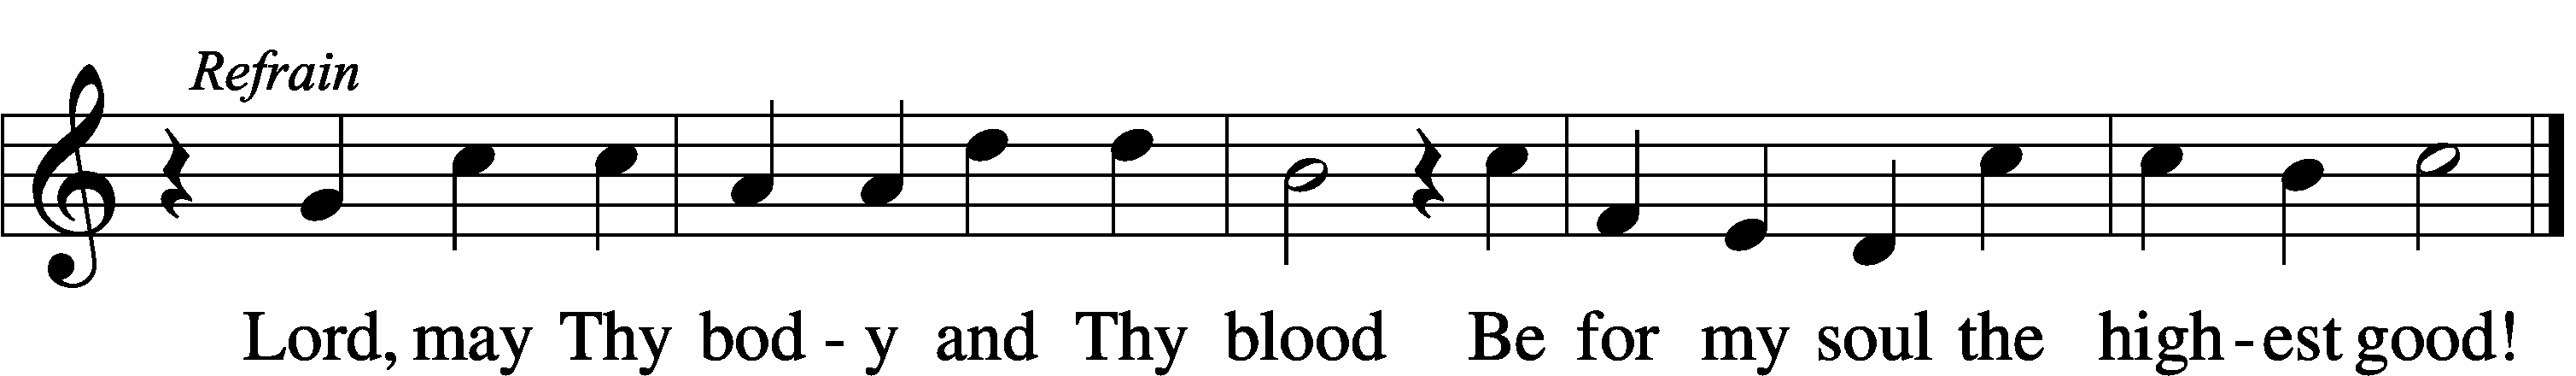 Refrain
Lord, may Thy bod - y and Thy blood Be for my soul the high - est good!